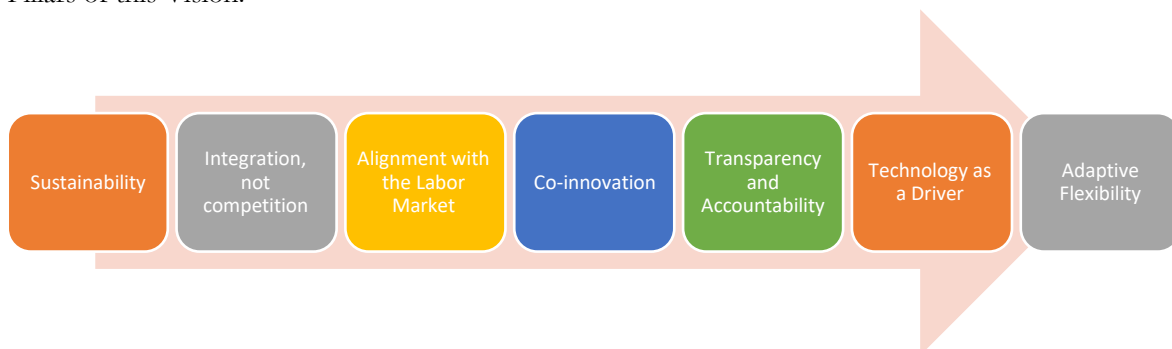 Pillars of this Vision:
Sustainability
Integration,
not
competition
Alignment with
the Labor
Market
Co-innovation
Transparency
and
Accountability
Technology as
a Driver
Adaptive
Flexibility